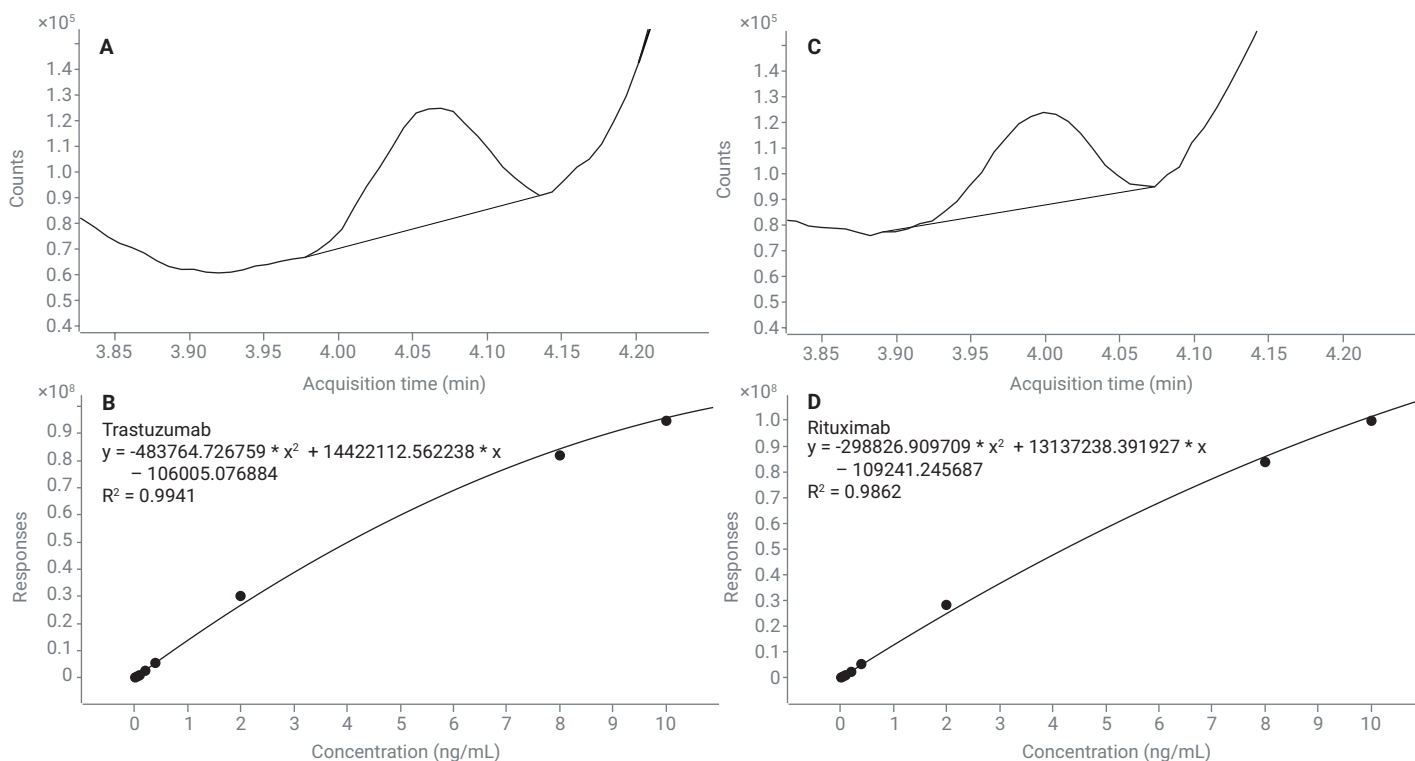 ×10⁵
A
1.4
1.3
1.2
1.1
1.0
0.9
0.8
0.7
0.6
0.5
0.4
Counts
3.85 3.90 3.95 4.00 4.05 4.10 4.15 4.20
Acquisition time (min)
×10⁵
C
1.4
1.3
1.2
1.1
1.0
0.9
0.8
0.7
0.6
0.5
0.4
Counts
3.85 3.90 3.95 4.00 4.05 4.10 4.15 4.20
Acquisition time (min)
×10⁸
B
Trastuzumab
y = -483764.726759 * x² + 14422112.562238 * x
– 106005.076884
R² = 0.9941
0.9
0.8
0.7
0.6
0.5
0.4
0.3
0.2
0.1
0
Responses
0 1 2 3 4 5 6 7 8 9 10
Concentration (ng/mL)
×10⁸
D
Rituximab
y = -298826.909709 * x² + 13137238.391927 * x
– 109241.245687
R² = 0.9862
1.0
0.9
0.8
0.7
0.6
0.5
0.4
0.3
0.2
0.1
0
Responses
0 1 2 3 4 5 6 7 8 9 10
Concentration (ng/mL)